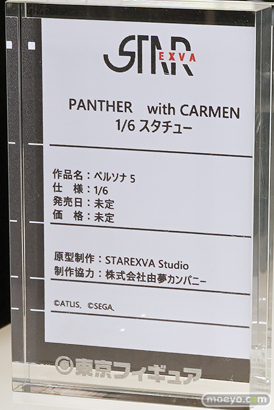 STAR
EXVA
PANTHER with CARMEN
1/6 スタチュー
作品名：ペルソナ5
仕　様：1/6
発売日：未定
価　格：未定
原型制作：STAREXVA Studio
制作協力：株式会社由夢カンパニー
©ATLIS、©SEGA、
東京フィギュア
moeyo.com